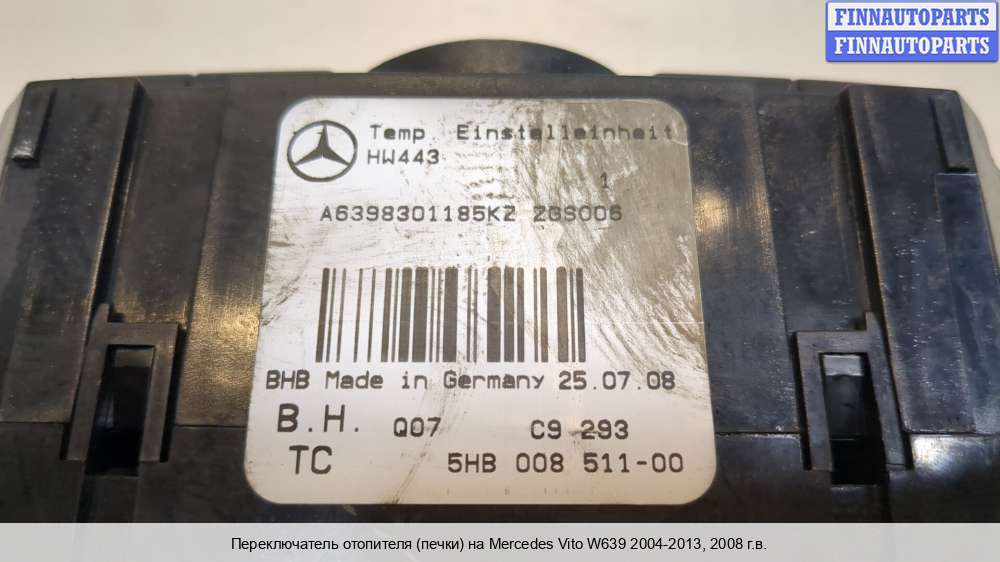 FINNAUTOPARTS
FINNAUTOPARTS
Temp. Einstelleinheit
HW443
1
A6398301185KZ ZGS006
BHB Made in Germany 25.07.08
B.H. Q07 C9 293
TC 5HB 008 511-00
Переключатель отопителя (печки) на Mercedes Vito W639 2004-2013, 2008 г.в.